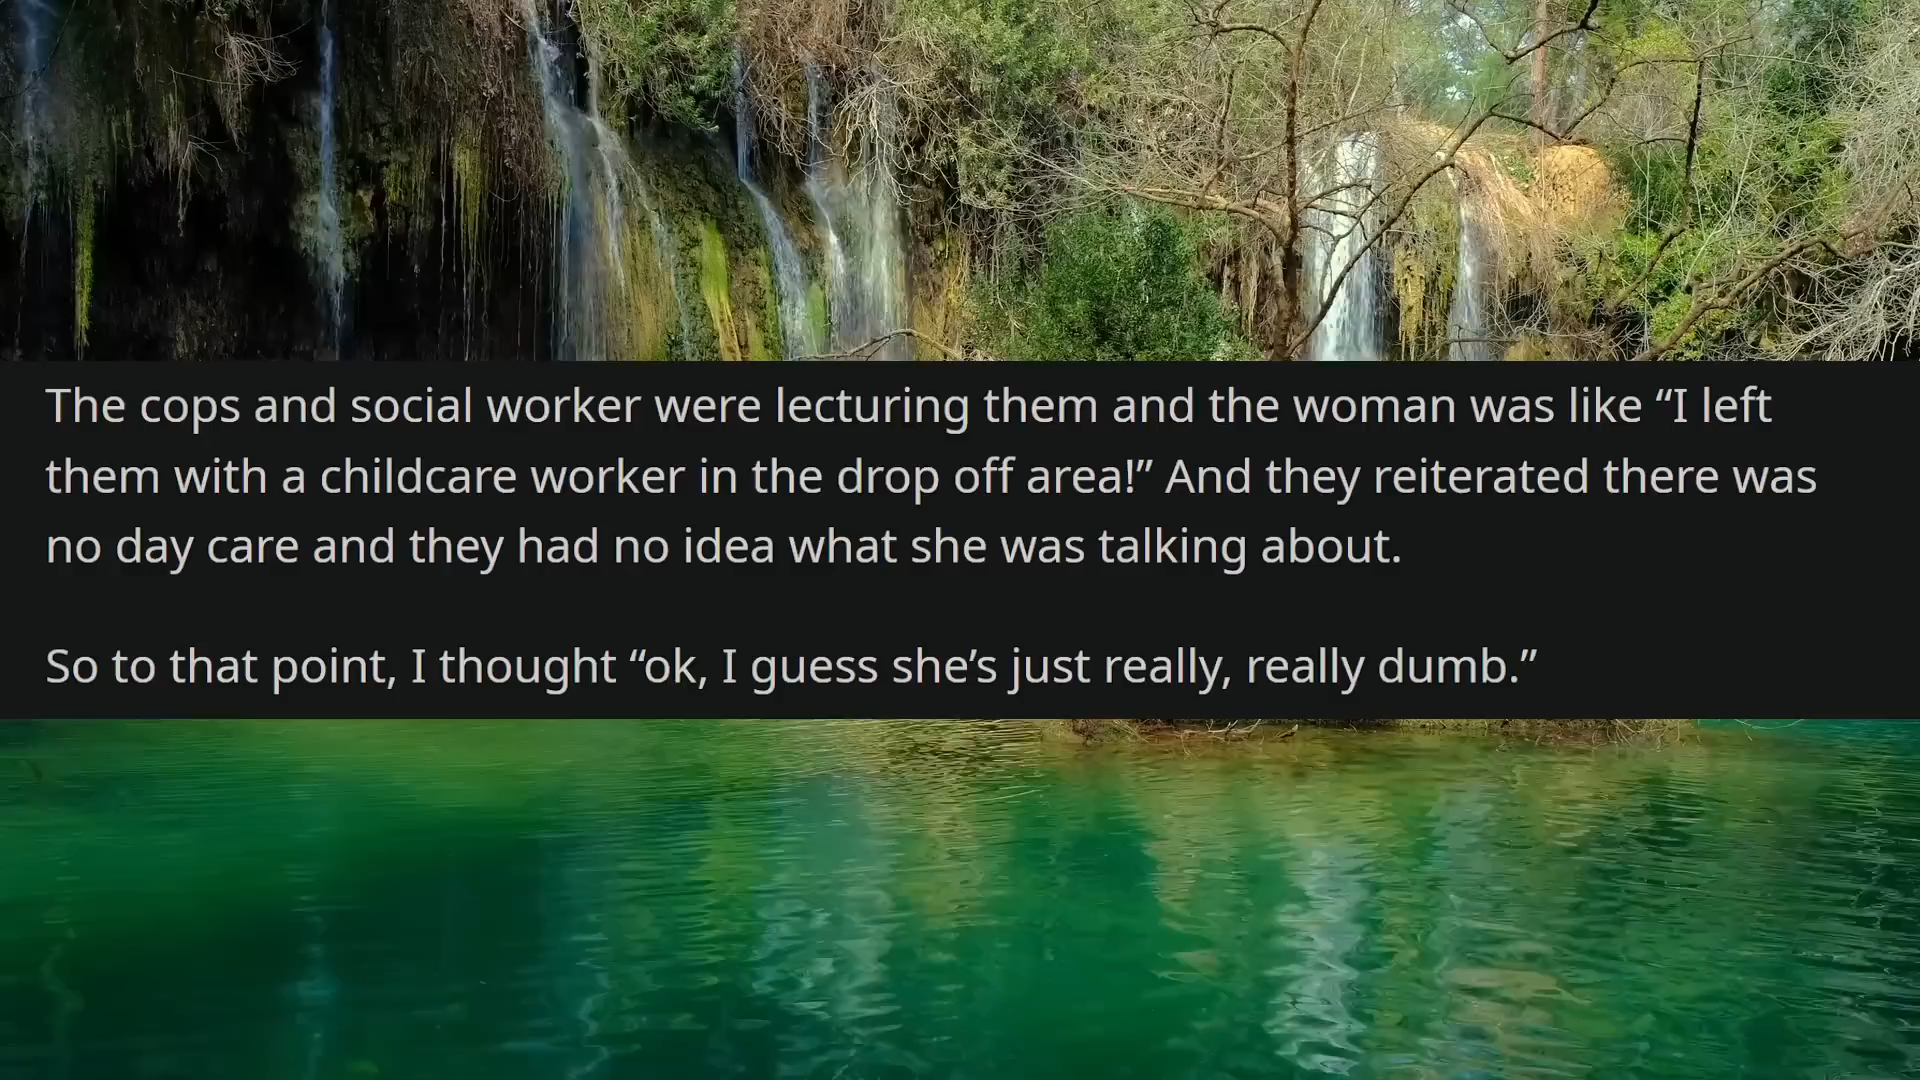 The cops and social worker were lecturing them and the woman was like “I left
them with a childcare worker in the drop off area!” And they reiterated there was
no day care and they had no idea what she was talking about.
So to that point, I thought “ok, I guess she’s just really, really dumb.”